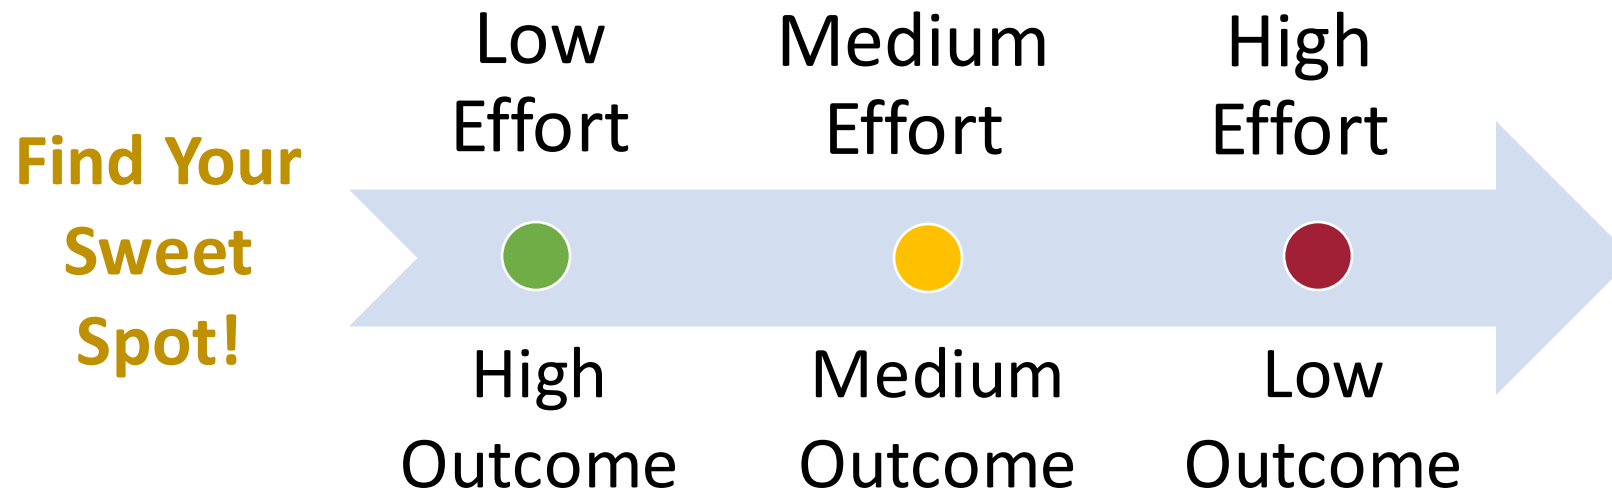 Find Your
Sweet
Spot!
Low
Effort
Medium
Effort
High
Effort
High
Outcome
Medium
Outcome
Low
Outcome